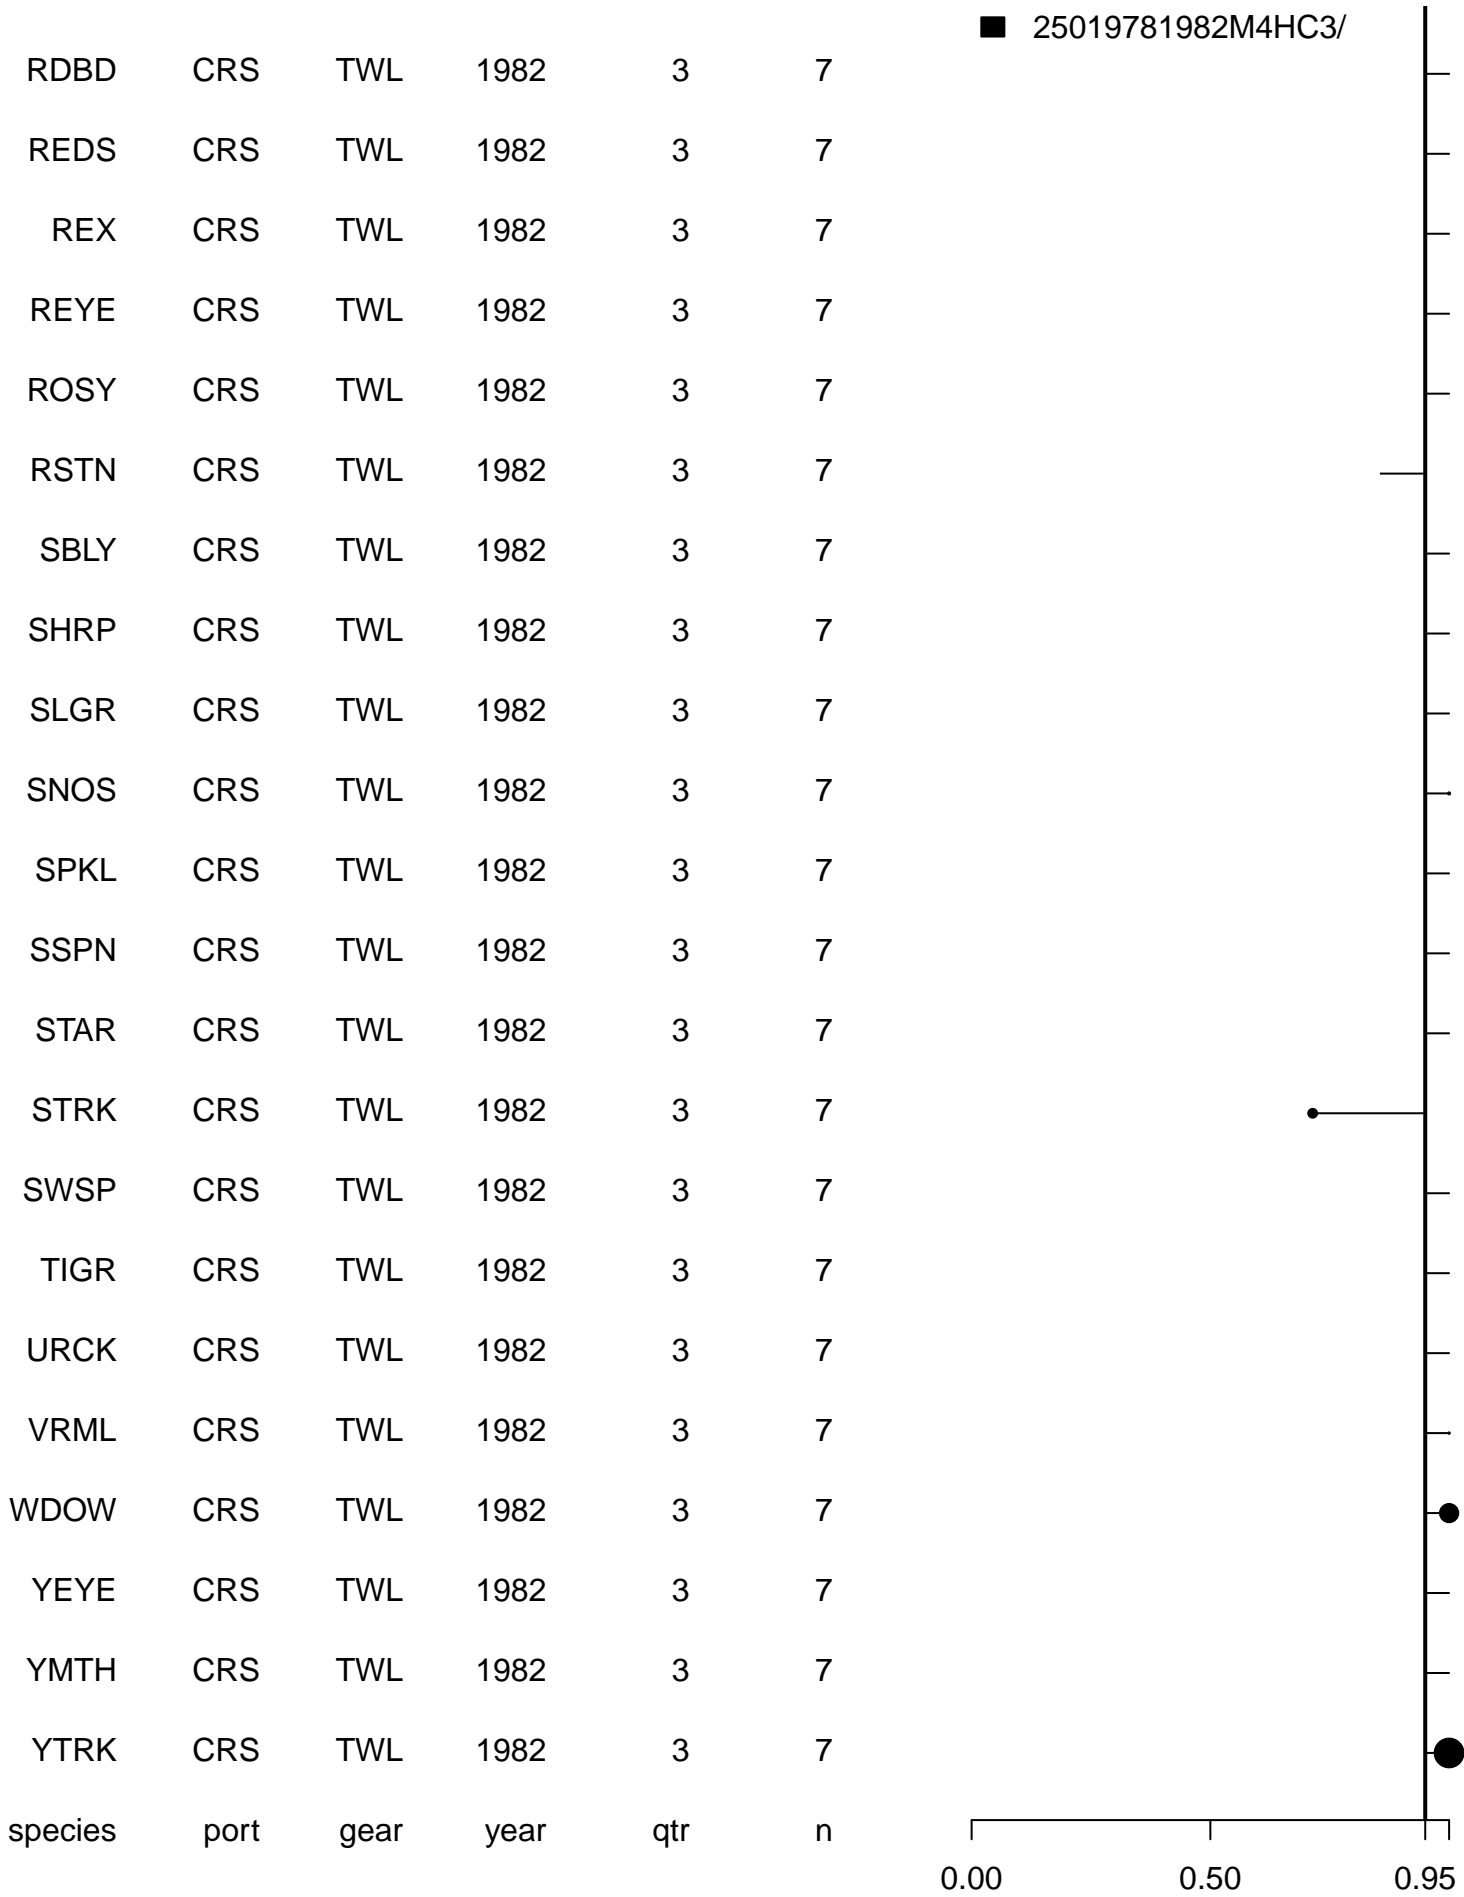 25019781982M4HC3/
RDBD CRS TWL 1982 3 7
REDS CRS TWL 1982 3 7
REX CRS TWL 1982 3 7
REYE CRS TWL 1982 3 7
ROSY CRS TWL 1982 3 7
RSTN CRS TWL 1982 3 7
SBLY CRS TWL 1982 3 7
SHRP CRS TWL 1982 3 7
SLGR CRS TWL 1982 3 7
SNOS CRS TWL 1982 3 7
SPKL CRS TWL 1982 3 7
SSPN CRS TWL 1982 3 7
STAR CRS TWL 1982 3 7
STRK CRS TWL 1982 3 7
SWSP CRS TWL 1982 3 7
TIGR CRS TWL 1982 3 7
URCK CRS TWL 1982 3 7
VRML CRS TWL 1982 3 7
WDOW CRS TWL 1982 3 7
YEYE CRS TWL 1982 3 7
YMTH CRS TWL 1982 3 7
YTRK CRS TWL 1982 3 7
species port gear year qtr n
0.00 0.50 0.95